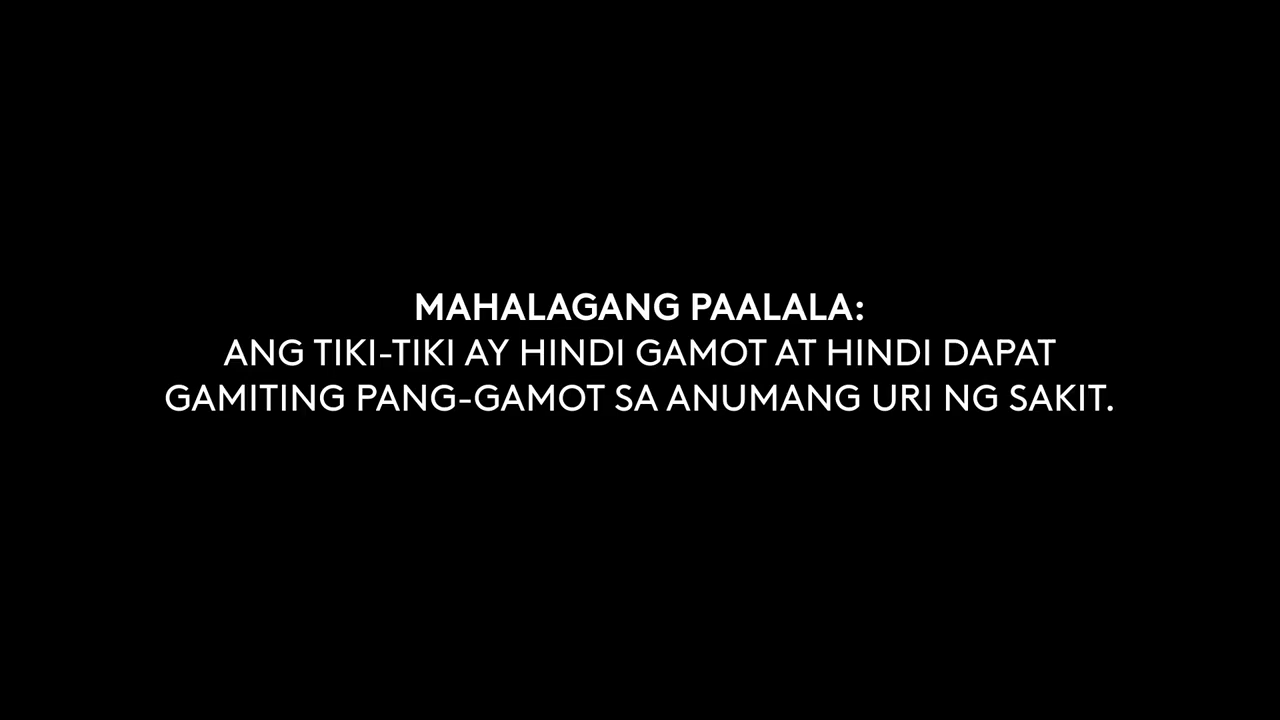 MAHALAGANG PAALALA:
ANG TIKI-TIKI AY HINDI GAMOT AT HINDI DAPAT
GAMITING PANG-GAMOT SA ANUMANG URI NG SAKIT.